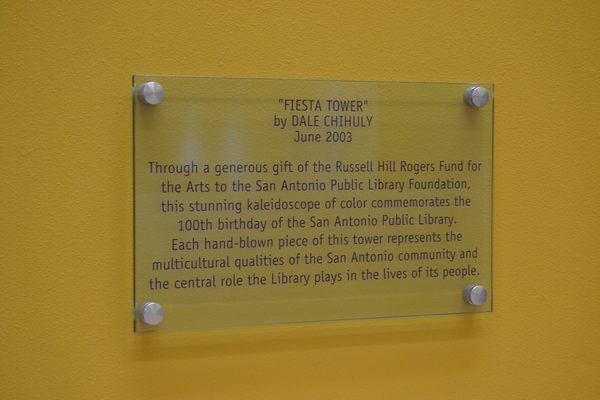 "FIESTA TOWER"
by DALE CHIHULY
June 2003
Through a generous gift of the Russell Hill Rogers Fund for
the Arts to the San Antonio Public Library Foundation,
this stunning kaleidoscope of color commemorates the
100th birthday of the San Antonio Public Library.
Each hand-blown piece of this tower represents the
multicultural qualities of the San Antonio community and
the central role the Library plays in the lives of its people.